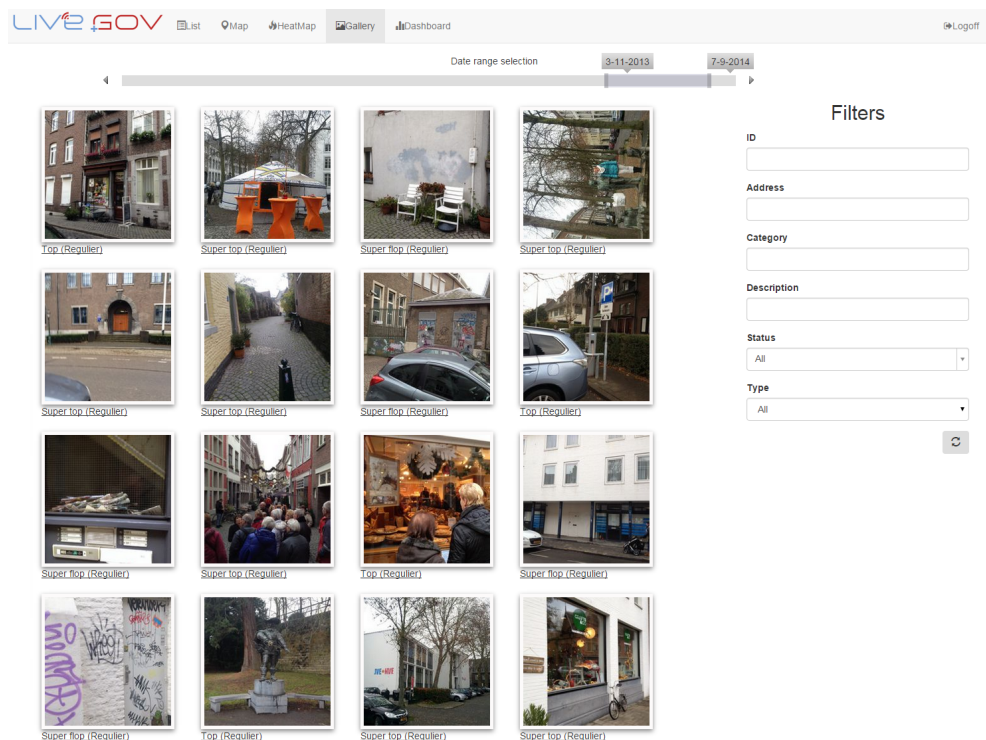 LIVE+GOV List Map HeatMap Gallery Dashboard Logoff
Date range selection 3-11-2013 7-9-2014
Filters
ID
Address
Category
Description
Status
All
Type
All
Top (Regulier) Super top (Regulier) Super flop (Regulier) Super top (Regulier)
Super top (Regulier) Super top (Regulier) Super flop (Regulier) Top (Regulier)
Super flop (Regulier) Super top (Regulier) Top (Regulier) Super flop (Regulier)
Super flop (Regulier) Top (Regulier) Super top (Regulier) Super top (Regulier)